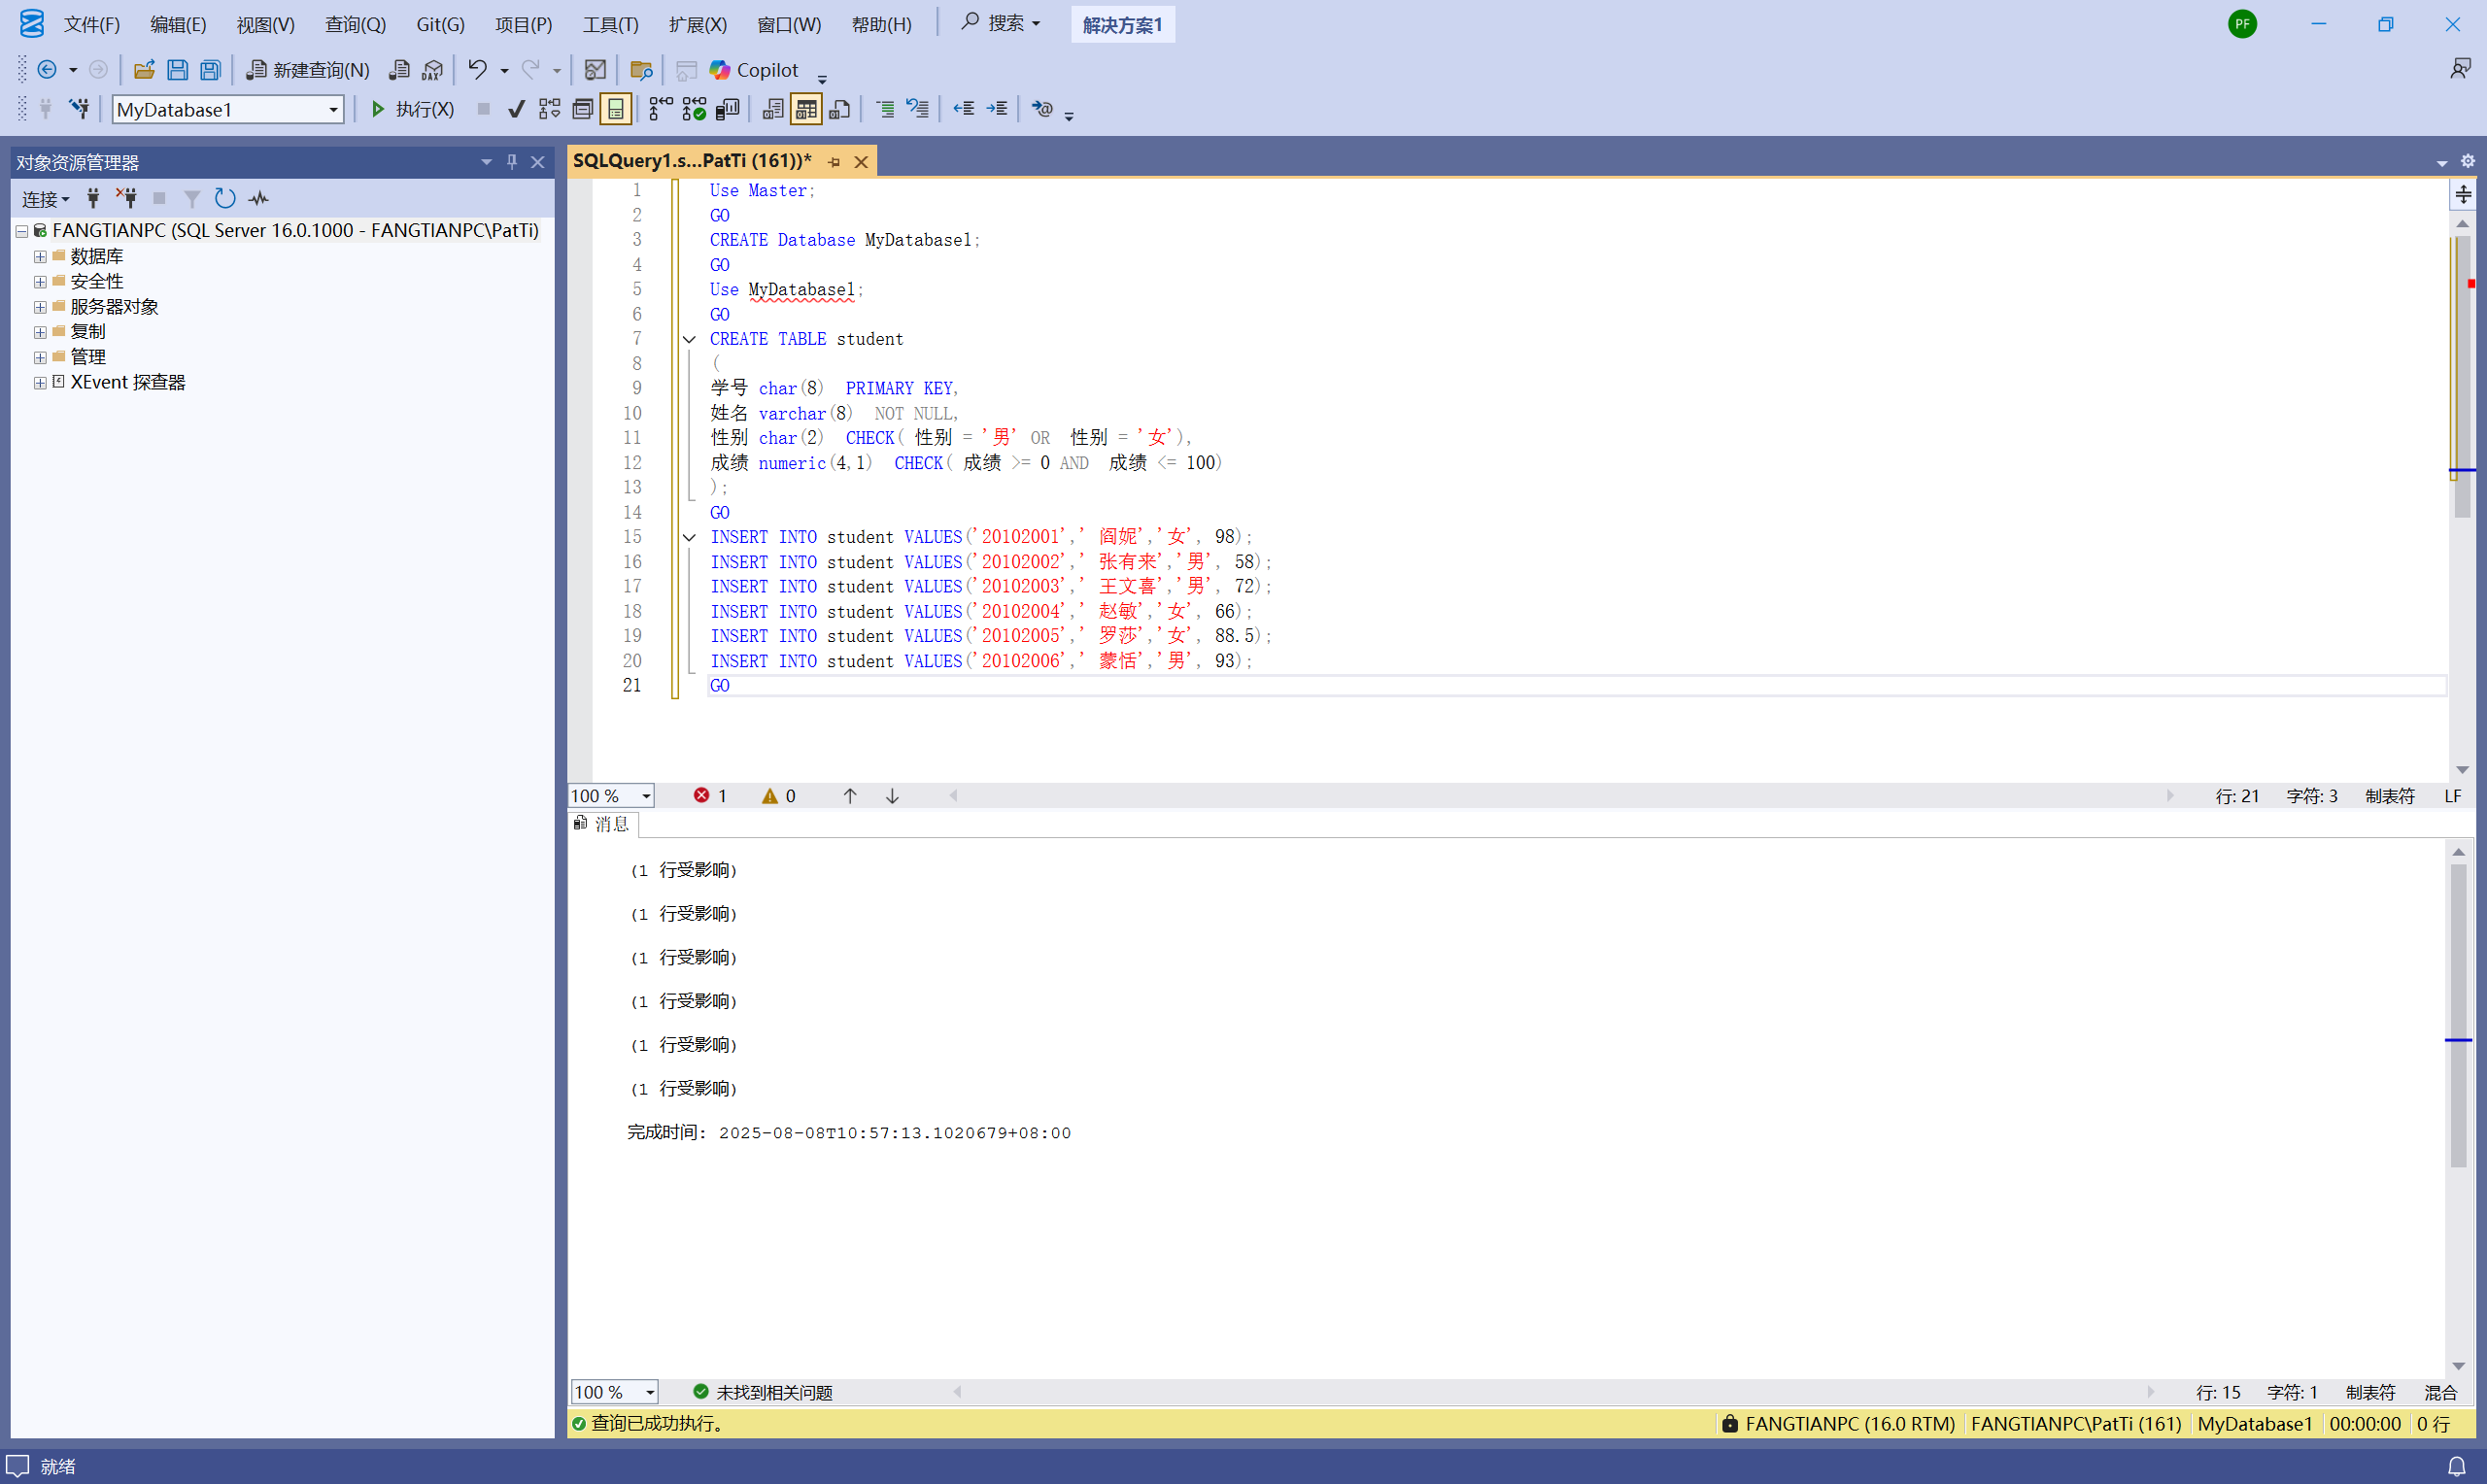 文件(F) 编辑(E) 视图(V) 查询(Q) Git(G) 项目(P) 工具(T) 扩展(X) 窗口(W) 帮助(H) 搜索 解决方案1 PF
新建查询(N) DAX Copilot
MyDatabase1 执行(X)
对象资源管理器
连接
FANGTIANPC (SQL Server 16.0.1000 - FANGTIANPC\PatTi)
数据库
安全性
服务器对象
复制
管理
XEvent 探查器
SQLQuery1.s...PatTi (161))*
1 Use Master;
2 GO
3 CREATE Database MyDatabase1;
4 GO
5 Use MyDatabase1;
6 GO
7 CREATE TABLE student
8 (
9 学号 char(8) PRIMARY KEY,
10 姓名 varchar(8) NOT NULL,
11 性别 char(2) CHECK( 性别 = '男' OR 性别 = '女'),
12 成绩 numeric(4,1) CHECK( 成绩 >= 0 AND 成绩 <= 100)
13 );
14 GO
15 INSERT INTO student VALUES('20102001',' 阎妮','女', 98);
16 INSERT INTO student VALUES('20102002',' 张有来','男', 58);
17 INSERT INTO student VALUES('20102003',' 王文喜','男', 72);
18 INSERT INTO student VALUES('20102004',' 赵敏','女', 66);
19 INSERT INTO student VALUES('20102005',' 罗莎','女', 88.5);
20 INSERT INTO student VALUES('20102006',' 蒙恬','男', 93);
21 GO
100 % 1 0 行: 21 字符: 3 制表符 LF
消息
(1 行受影响)
(1 行受影响)
(1 行受影响)
(1 行受影响)
(1 行受影响)
(1 行受影响)
完成时间: 2025-08-08T10:57:13.1020679+08:00
100 % 未找到相关问题 行: 15 字符: 1 制表符 混合
查询已成功执行。 FANGTIANPC (16.0 RTM) FANGTIANPC\PatTi (161) MyDatabase1 00:00:00 0 行
就绪